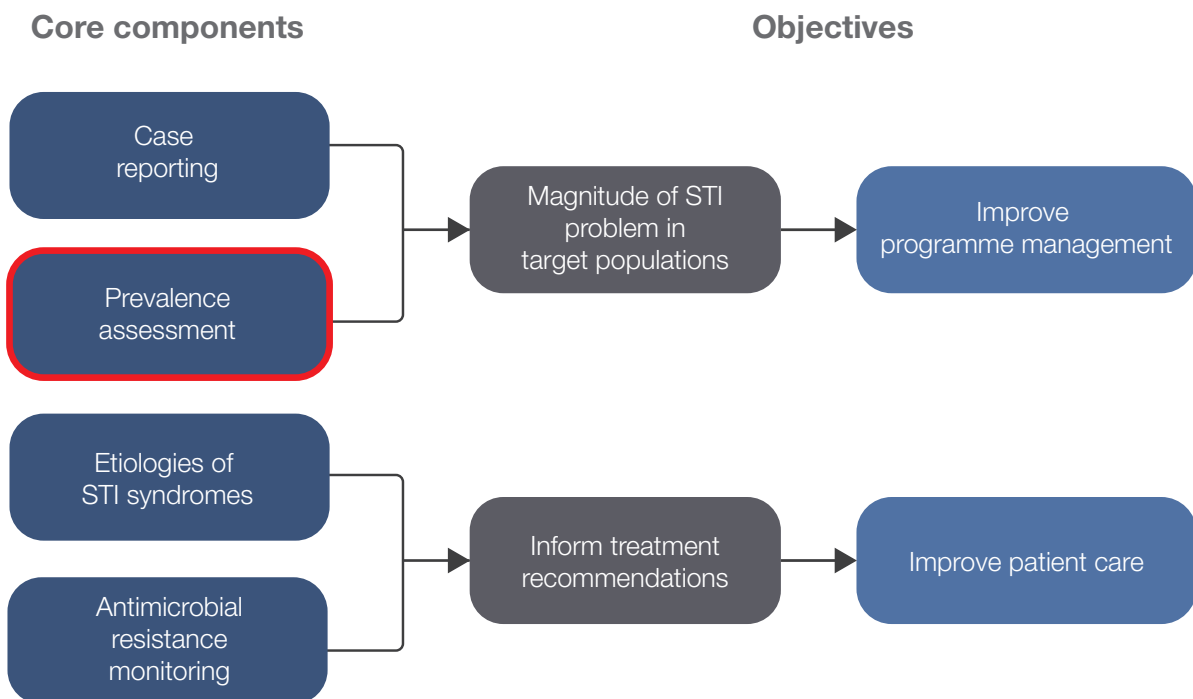 Core components
Objectives
Case
reporting
Prevalence
assessment
Magnitude of STI
problem in
target populations
Improve
programme management
Etiologies of
STI syndromes
Antimicrobial
resistance
monitoring
Inform treatment
recommendations
Improve patient care